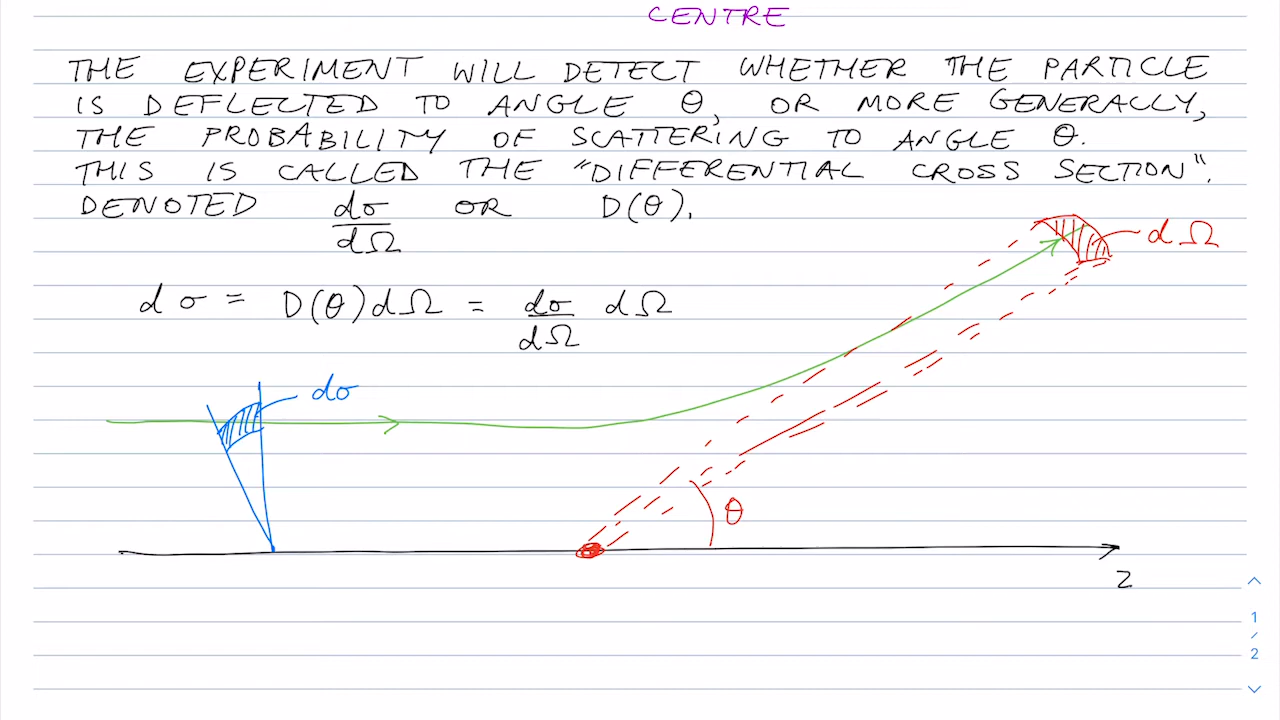 CENTRE
THE EXPERIMENT WILL DETECT WHETHER THE PARTICLE
IS DEFLECTED TO ANGLE θ, OR MORE GENERALLY,
THE PROBABILITY OF SCATTERING TO ANGLE θ.
THIS IS CALLED THE "DIFFERENTIAL CROSS SECTION".
DENOTED dσ/dΩ OR D(θ).
dΩ
dσ = D(θ)dΩ = dσ/dΩ dΩ
dσ
θ
z
1
/
2